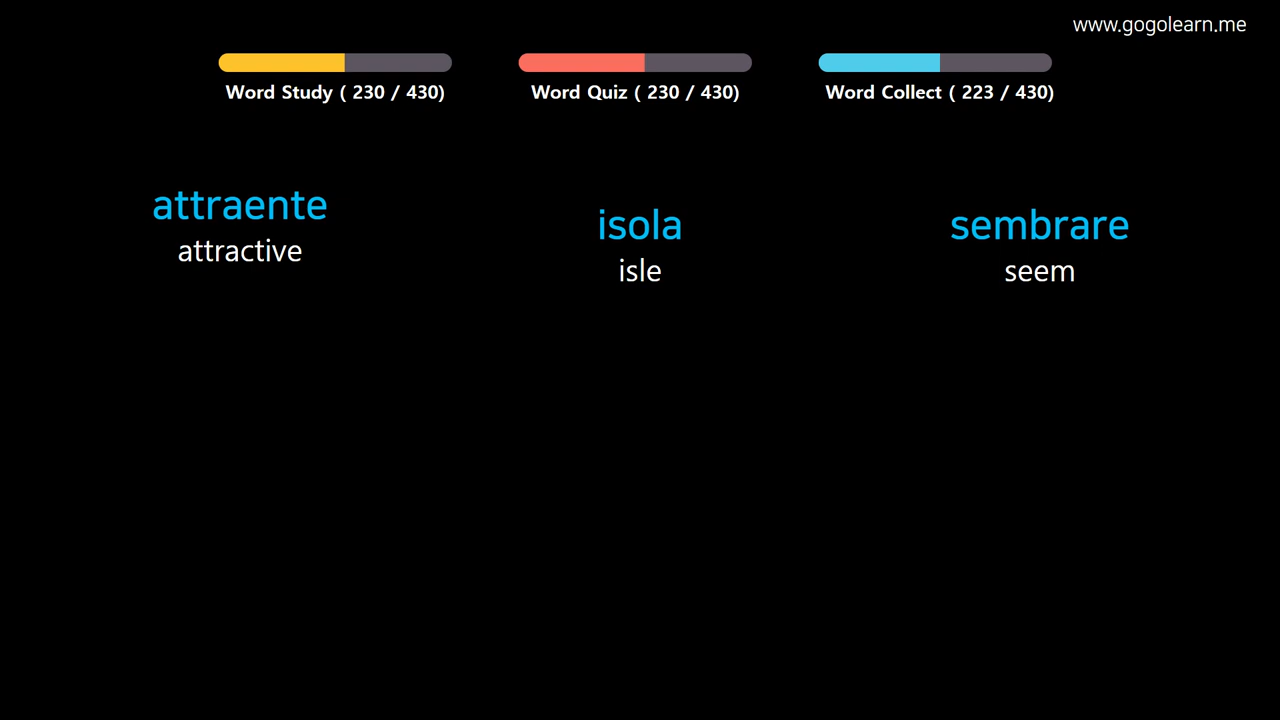 www.gogolearn.me
Word Study ( 230 / 430)
Word Quiz ( 230 / 430)
Word Collect ( 223 / 430)
attraente
attractive
isola
isle
sembrare
seem